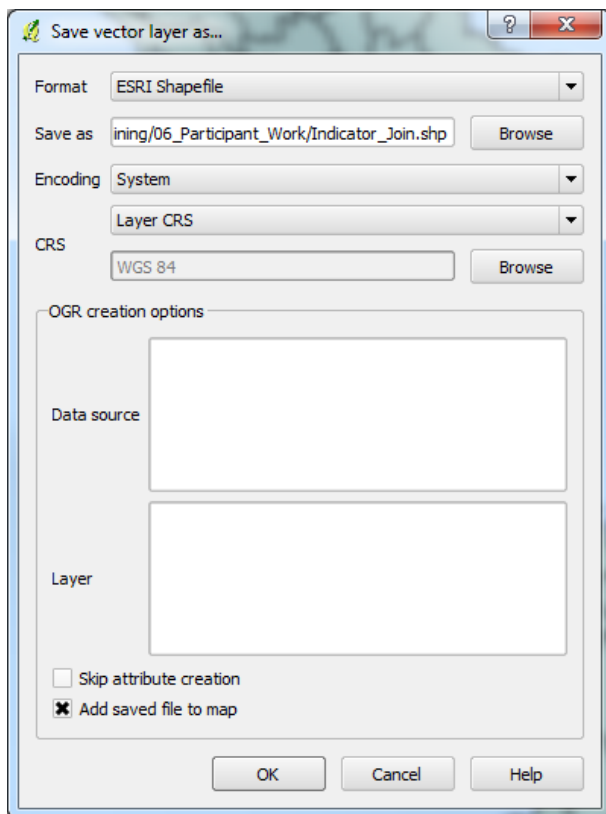 Save vector layer as...
Format ESRI Shapefile
Save as ining/06_Participant_Work/Indicator_Join.shp Browse
Encoding System
Layer CRS
CRS
WGS 84 Browse
OGR creation options
Data source
Layer
Skip attribute creation
Add saved file to map
OK Cancel Help